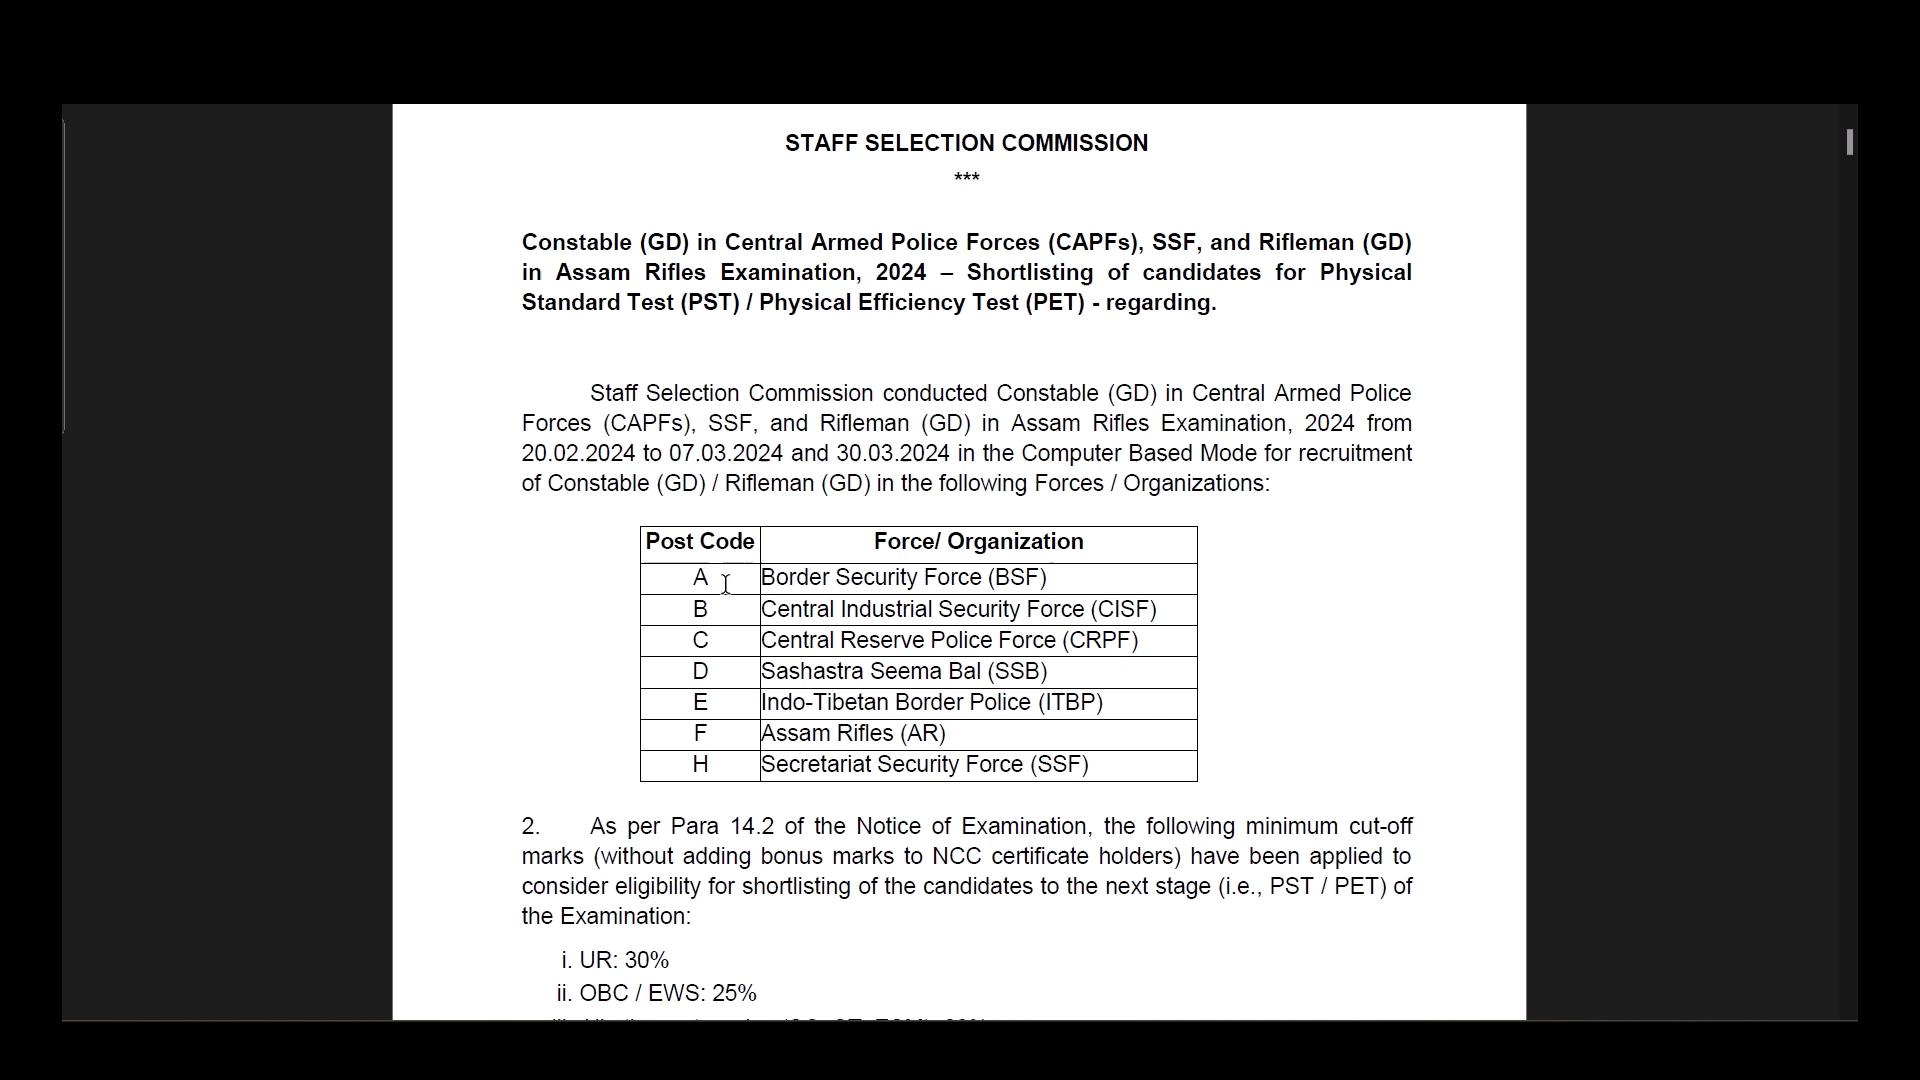 STAFF SELECTION COMMISSION
***
Constable (GD) in Central Armed Police Forces (CAPFs), SSF, and Rifleman (GD)
in Assam Rifles Examination, 2024 – Shortlisting of candidates for Physical
Standard Test (PST) / Physical Efficiency Test (PET) - regarding.
Staff Selection Commission conducted Constable (GD) in Central Armed Police
Forces (CAPFs), SSF, and Rifleman (GD) in Assam Rifles Examination, 2024 from
20.02.2024 to 07.03.2024 and 30.03.2024 in the Computer Based Mode for recruitment
of Constable (GD) / Rifleman (GD) in the following Forces / Organizations:
Post Code Force/ Organization
A Border Security Force (BSF)
B Central Industrial Security Force (CISF)
C Central Reserve Police Force (CRPF)
D Sashastra Seema Bal (SSB)
E Indo-Tibetan Border Police (ITBP)
F Assam Rifles (AR)
H Secretariat Security Force (SSF)
2. As per Para 14.2 of the Notice of Examination, the following minimum cut-off
marks (without adding bonus marks to NCC certificate holders) have been applied to
consider eligibility for shortlisting of the candidates to the next stage (i.e., PST / PET) of
the Examination:
i. UR: 30%
ii. OBC / EWS: 25%